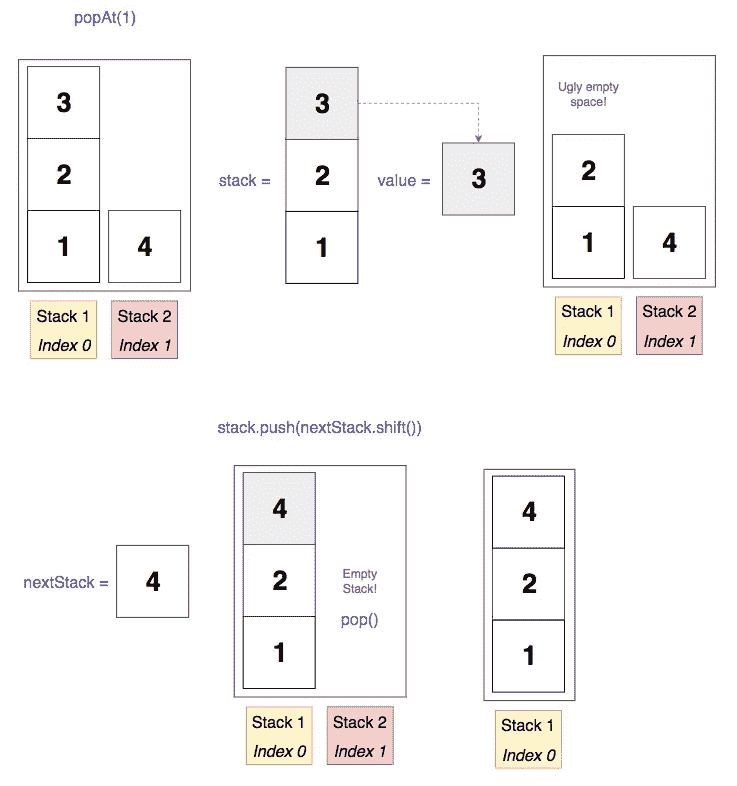 popAt(1)
3
2
1
4
Stack 1
Index 0
Stack 2
Index 1
stack =
3
2
1
value =
3
Ugly empty
space!
2
1
4
Stack 1
Index 0
Stack 2
Index 1
stack.push(nextStack.shift())
nextStack =
4
4
2
1
Empty
Stack!
pop()
Stack 1
Index 0
Stack 2
Index 1
4
2
1
Stack 1
Index 0